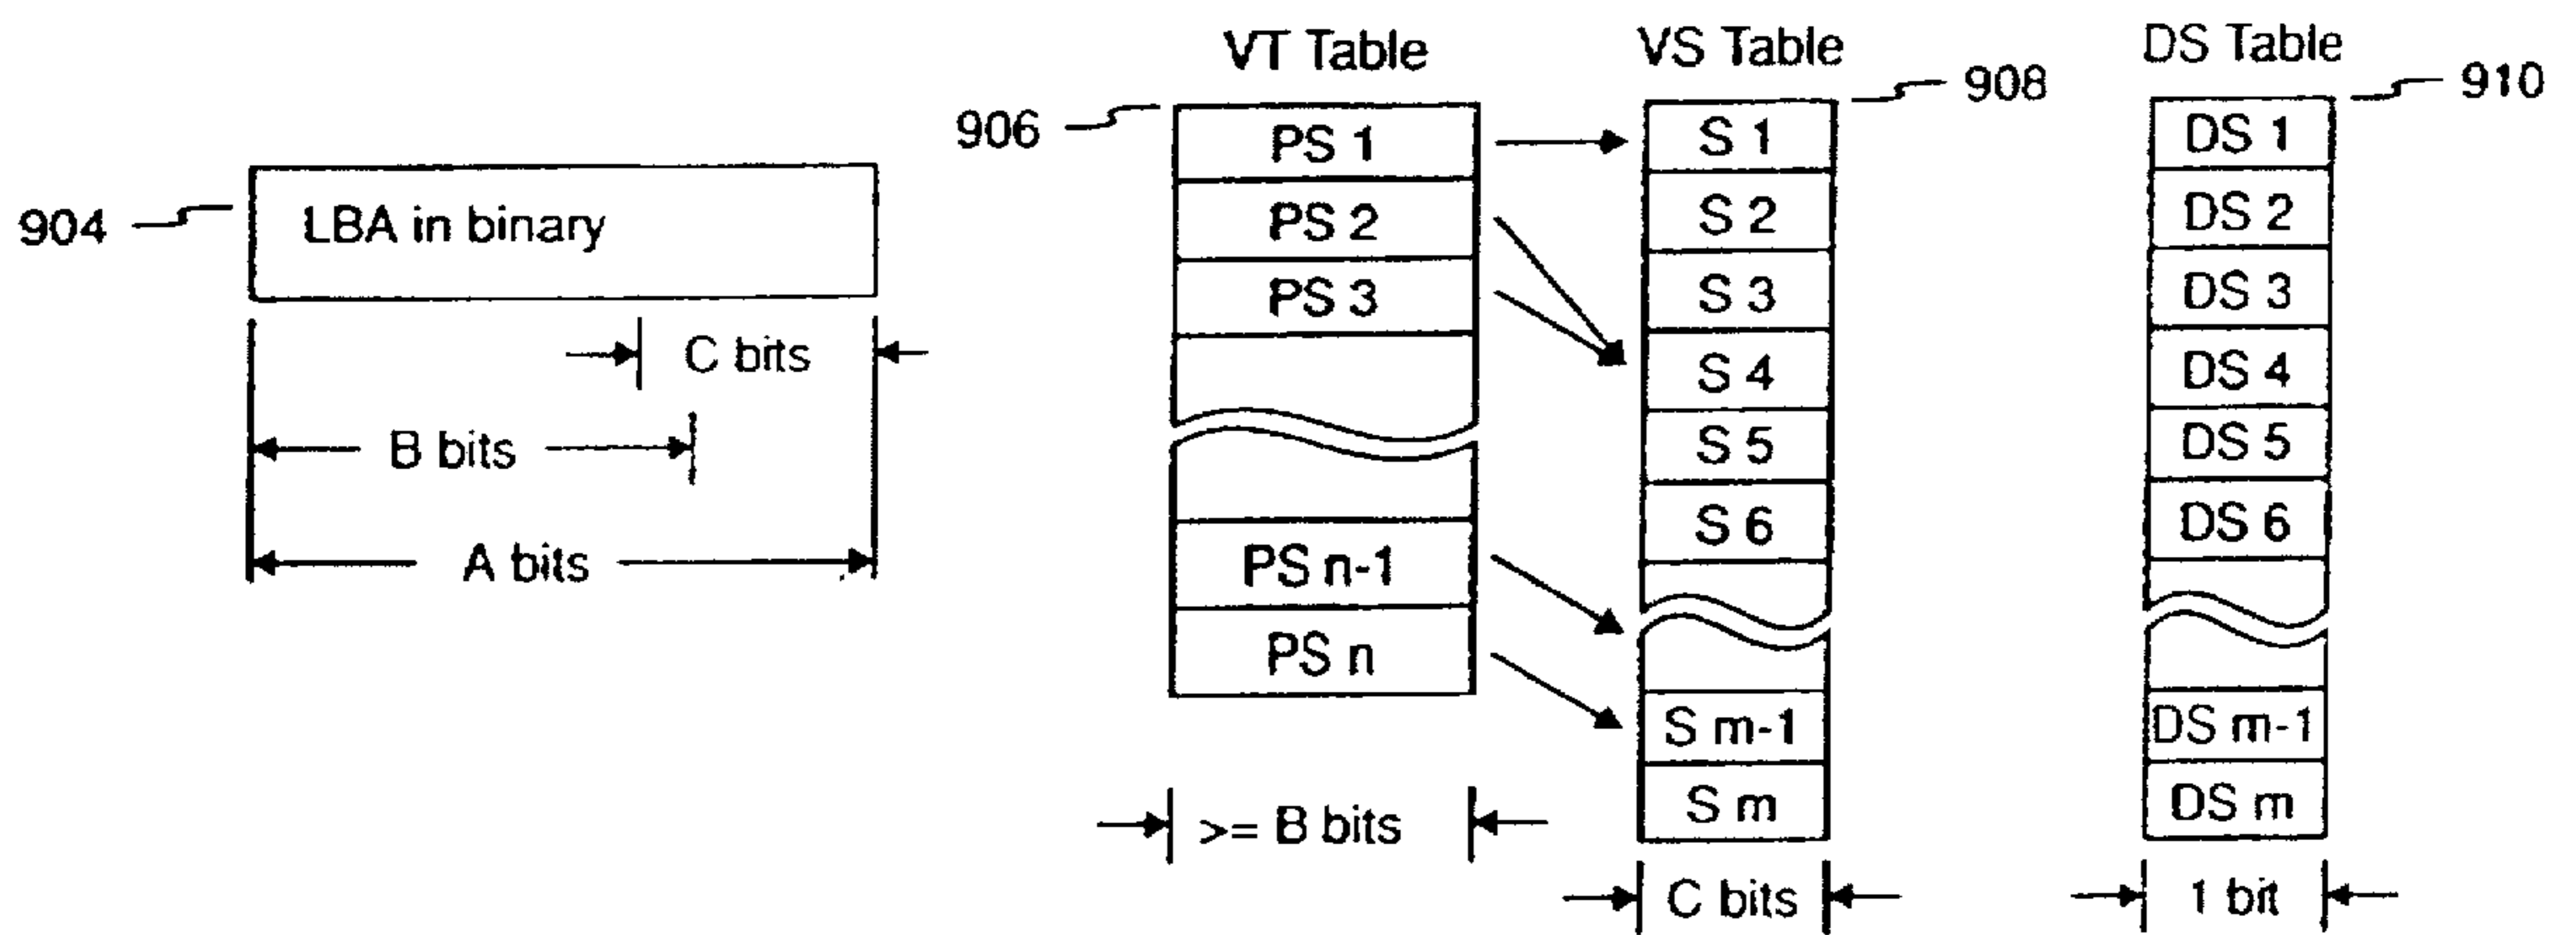 904
LBA in binary
C bits
B bits
A bits
VT Table
906
PS 1
PS 2
PS 3
PS n-1
PS n
>= B bits
VS Table
908
S 1
S 2
S 3
S 4
S 5
S 6
S m-1
S m
C bits
DS Table
910
DS 1
DS 2
DS 3
DS 4
DS 5
DS 6
DS m-1
DS m
1 bit